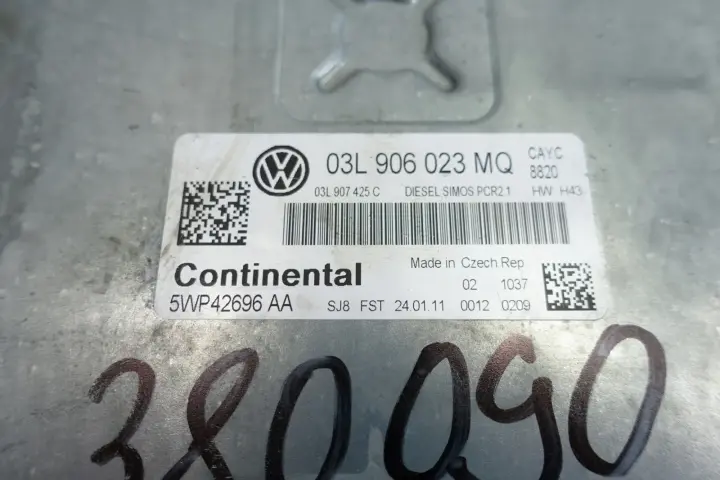 03L 906 023 MQ CAYC
8820
03L 907 425 C DIESEL SIMOS PCR2.1 HW H43
Continental Made in Czech Rep
02 1037
5WP42696 AA SJ8 FST 24.01.11 0012 0209
380090